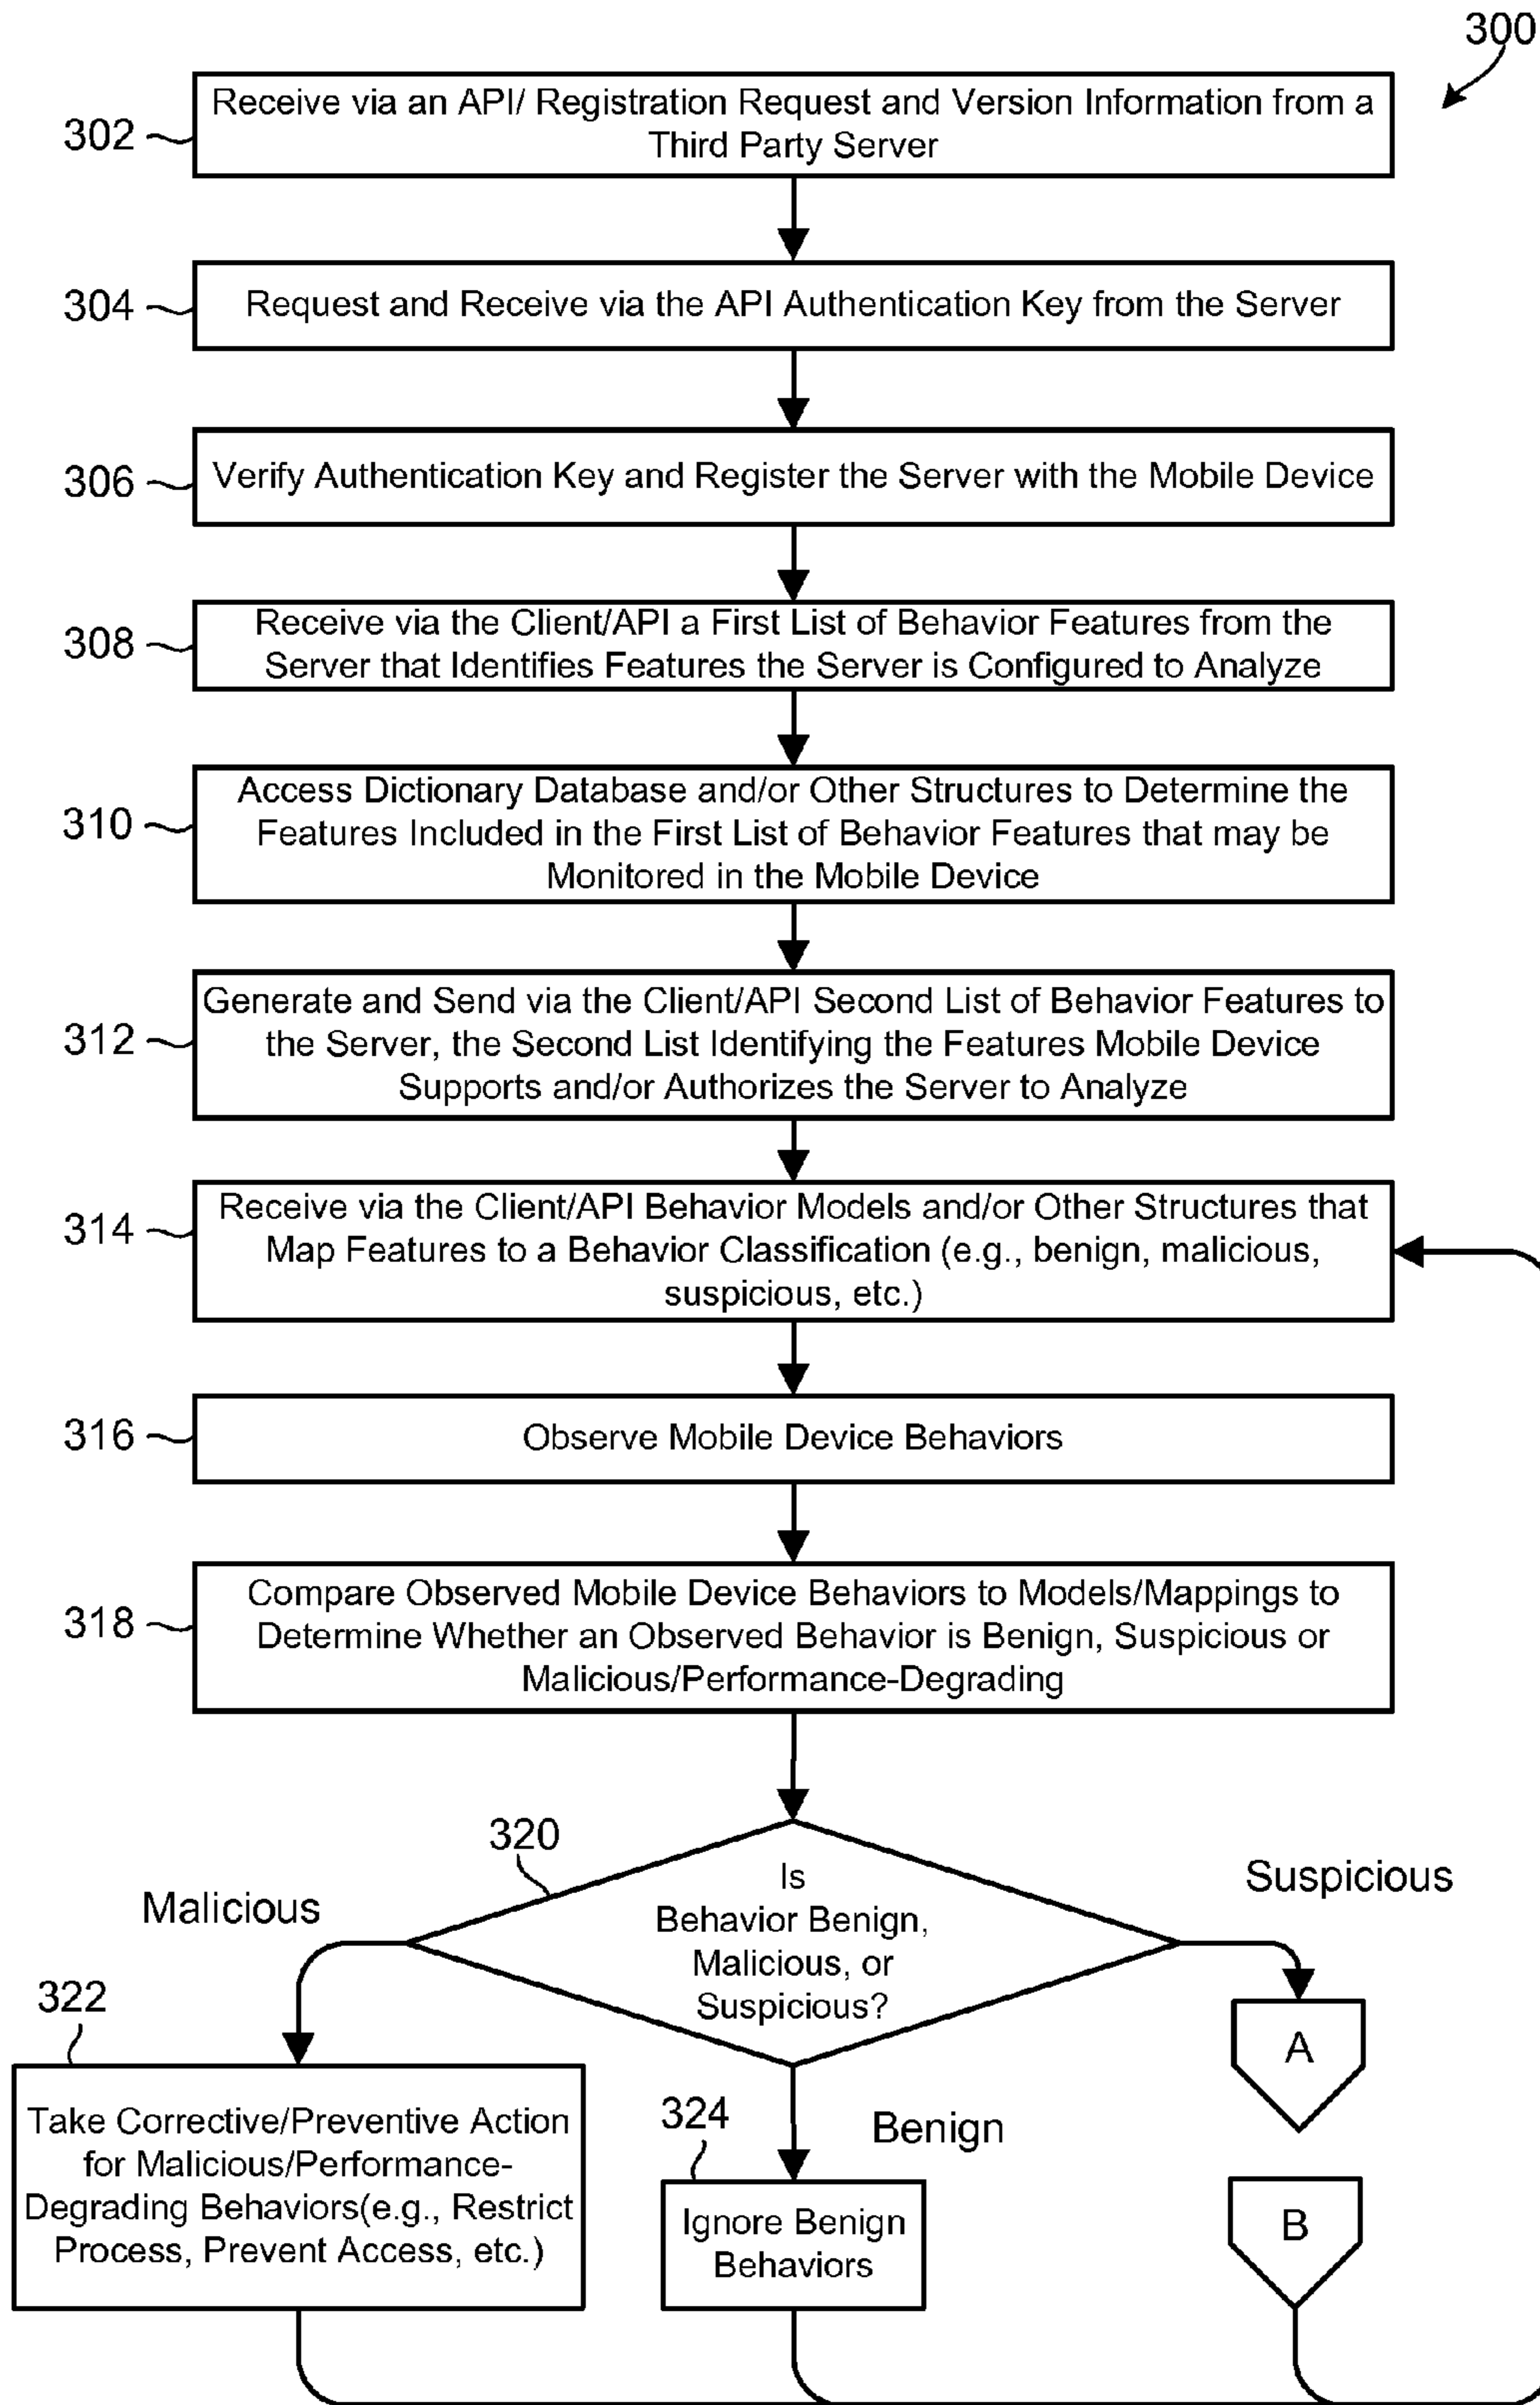 300
302
Receive via an API/ Registration Request and Version Information from a
Third Party Server
304
Request and Receive via the API Authentication Key from the Server
306
Verify Authentication Key and Register the Server with the Mobile Device
308
Receive via the Client/API a First List of Behavior Features from the
Server that Identifies Features the Server is Configured to Analyze
310
Access Dictionary Database and/or Other Structures to Determine the
Features Included in the First List of Behavior Features that may be
Monitored in the Mobile Device
312
Generate and Send via the Client/API Second List of Behavior Features to
the Server, the Second List Identifying the Features Mobile Device
Supports and/or Authorizes the Server to Analyze
314
Receive via the Client/API Behavior Models and/or Other Structures that
Map Features to a Behavior Classification (e.g., benign, malicious,
suspicious, etc.)
316
Observe Mobile Device Behaviors
318
Compare Observed Mobile Device Behaviors to Models/Mappings to
Determine Whether an Observed Behavior is Benign, Suspicious or
Malicious/Performance-Degrading
320
Is
Behavior Benign,
Malicious, or
Suspicious?
Malicious
Suspicious
322
Take Corrective/Preventive Action
for Malicious/Performance-
Degrading Behaviors(e.g., Restrict
Process, Prevent Access, etc.)
324
Benign
Ignore Benign
Behaviors
A
B